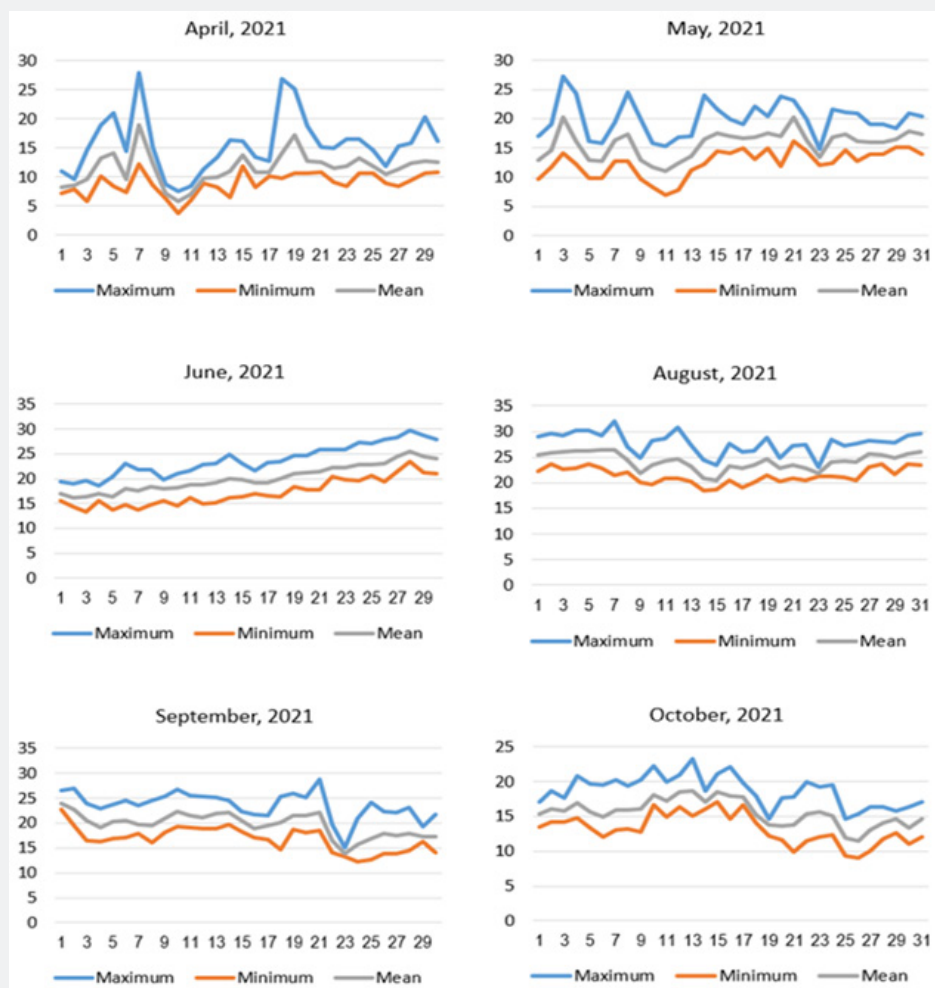 April, 2021
30
25
20
15
10
5
0
1 3 5 7 9 11 13 15 17 19 21 23 25 27 29
Maximum Minimum Mean
May, 2021
30
25
20
15
10
5
0
1 3 5 7 9 11 13 15 17 19 21 23 25 27 29 31
Maximum Minimum Mean
June, 2021
35
30
25
20
15
10
5
0
1 3 5 7 9 11 13 15 17 19 21 23 25 27 29
Maximum Minimum Mean
August, 2021
35
30
25
20
15
10
5
0
1 3 5 7 9 11 13 15 17 19 21 23 25 27 29 31
Maximum Minimum Mean
September, 2021
35
30
25
20
15
10
5
0
1 3 5 7 9 11 13 15 17 19 21 23 25 27 29
Maximum Minimum Mean
October, 2021
25
20
15
10
5
0
1 3 5 7 9 11 13 15 17 19 21 23 25 27 29 31
Maximum Minimum Mean